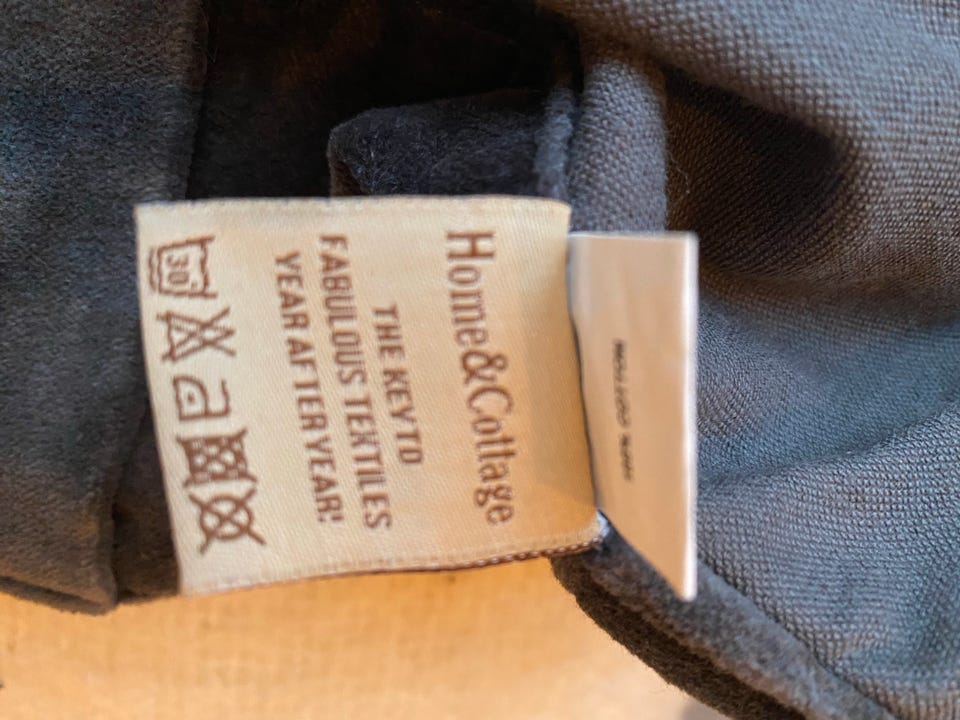 Home&Cottage
THE KEY TO
FABULOUS TEXTILES
YEAR AFTER YEAR!
30°